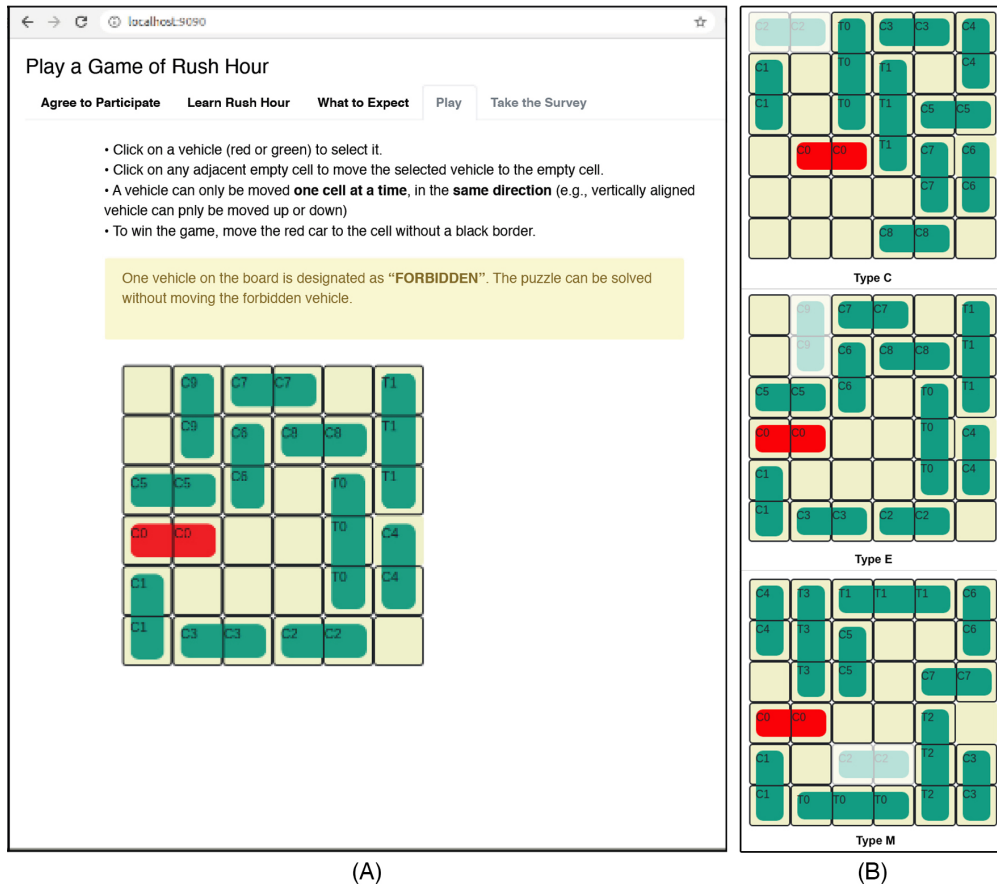 localhost:9090
Play a Game of Rush Hour
Agree to Participate Learn Rush Hour What to Expect Play Take the Survey
• Click on a vehicle (red or green) to select it.
• Click on any adjacent empty cell to move the selected vehicle to the empty cell.
• A vehicle can only be moved one cell at a time, in the same direction (e.g., vertically aligned
vehicle can pnly be moved up or down)
• To win the game, move the red car to the cell without a black border.
One vehicle on the board is designated as “FORBIDDEN”. The puzzle can be solved
without moving the forbidden vehicle.
C9 C7 C7 T1
C9 C6 C8 C8 T1
C5 C5 C6 T0 T1
C0 C0 T0 C4
C1 T0 C4
C1 C3 C3 C2 C2
(A)
C2 C2 T0 C3 C3 C4
C1 T0 T1 C4
C1 T0 T1 C5 C5
C0 C0 T1 C7 C6
C7 C6
C8 C8
Type C
C9 C7 C7 T1
C9 C6 C8 C8 T1
C5 C5 C6 T0 T1
C0 C0 T0 C4
C1 T0 C4
C1 C3 C3 C2 C2
Type E
C4 T3 T1 T1 T1 C6
C4 T3 C5 C6
T3 C5 C7 C7
C0 C0 T2
C1 C2 C2 T2 C3
C1 T0 T0 T0 T2 C3
Type M
(B)